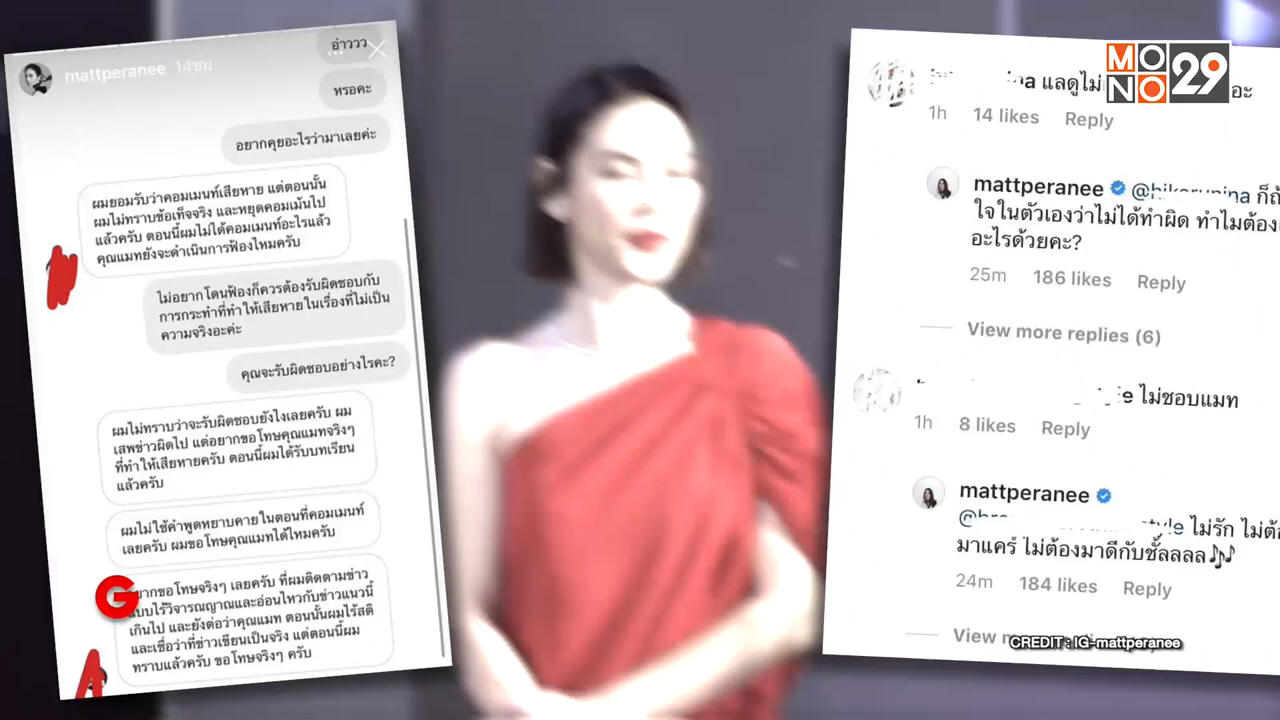 อ่าววว
mattperanee 14ชม.
หรอคะ
อยากคุยอะไรว่ามาเลยค่ะ
ผมยอมรับว่าคอมเมนท์เสียหาย แต่ตอนนั้น
ผมไม่ทราบข้อเท็จจริง และหยุดคอมเม้นไป
แล้วครับ ตอนนี้ผมไม่ได้คอมเมนท์อะไรแล้ว
คุณแมทยังจะดำเนินการฟ้องไหมครับ
ไม่อยากโดนฟ้องก็ควรต้องรับผิดชอบกับ
การกระทำที่ทำให้เสียหายในเรื่องที่ไม่เป็น
ความจริงอะค่ะ
คุณจะรับผิดชอบอย่างไรคะ?
ผมไม่ทราบว่าจะรับผิดชอบยังไงเลยครับ ผม
เสพข่าวผิดไป แต่อยากขอโทษคุณแมทจริงๆ
ที่ทำให้เสียหายครับ ตอนนี้ผมได้รับบทเรียน
แล้วครับ
ผมไม่ใช้คำพูดหยาบคายในตอนที่คอมเมนท์
เลยครับ ผมขอโทษคุณแมทได้ไหมครับ
ยากขอโทษจริงๆ เลยครับ ที่ผมติดตามข่าว
แบบไร้วิจารณญาณและอ่อนไหวกับข่าวแนวนี้
เกินไป และยังต่อว่าคุณแมท ตอนนั้นผมไร้สติ
และเชื่อว่าที่ข่าวเขียนเป็นจริง แต่ตอนนี้ผม
ทราบแล้วครับ ขอโทษจริงๆ ครับ
G
MONO 29
แลดูไม่
1h 14 likes Reply
mattperanee ก็ถ้
ใจในตัวเองว่าไม่ได้ทำผิด ทำไมต้อง
อะไรด้วยคะ?
25m 186 likes Reply
View more replies (6)
ไม่ชอบแมท
1h 8 likes Reply
mattperanee
ไม่รัก ไม่ต้
มาแคร์ ไม่ต้องมาดีกับชั้ลลลล🎶
24m 184 likes Reply
View
CREDIT : IG-mattperanee